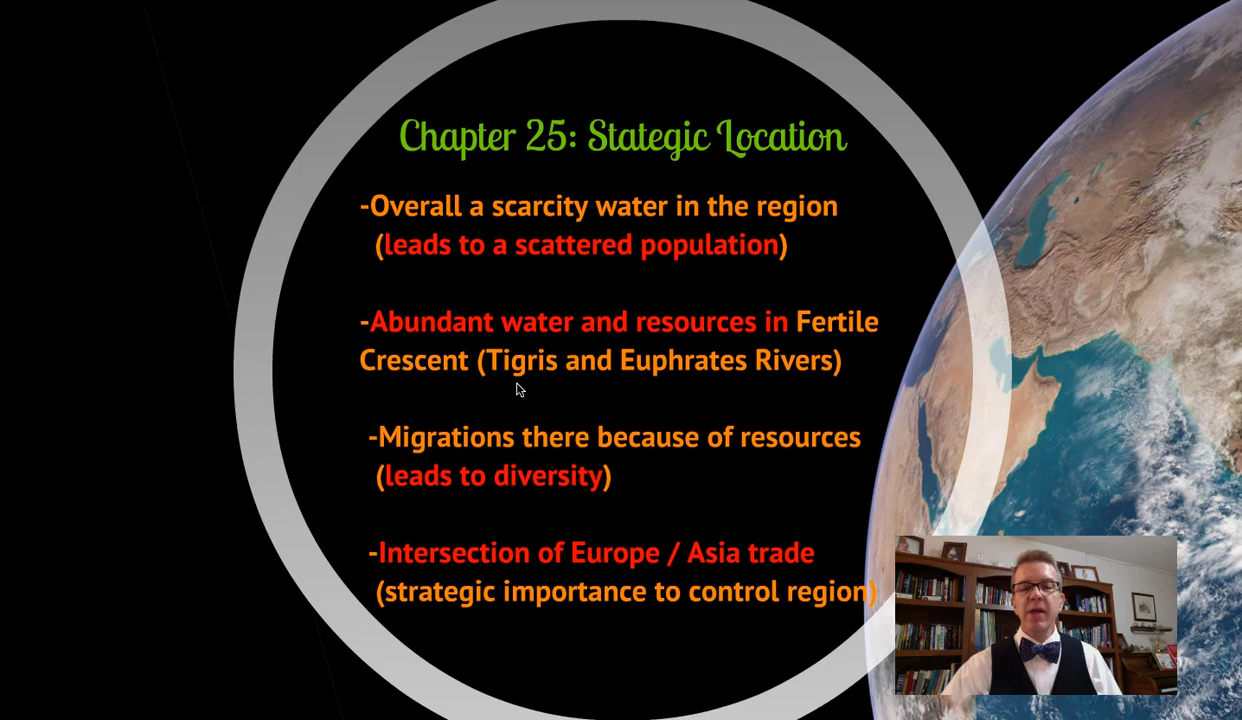 Chapter 25: Stategic Location
-Overall a scarcity water in the region
(leads to a scattered population)
-Abundant water and resources in Fertile
Crescent (Tigris and Euphrates Rivers)
-Migrations there because of resources
(leads to diversity)
-Intersection of Europe / Asia trade
(strategic importance to control region)